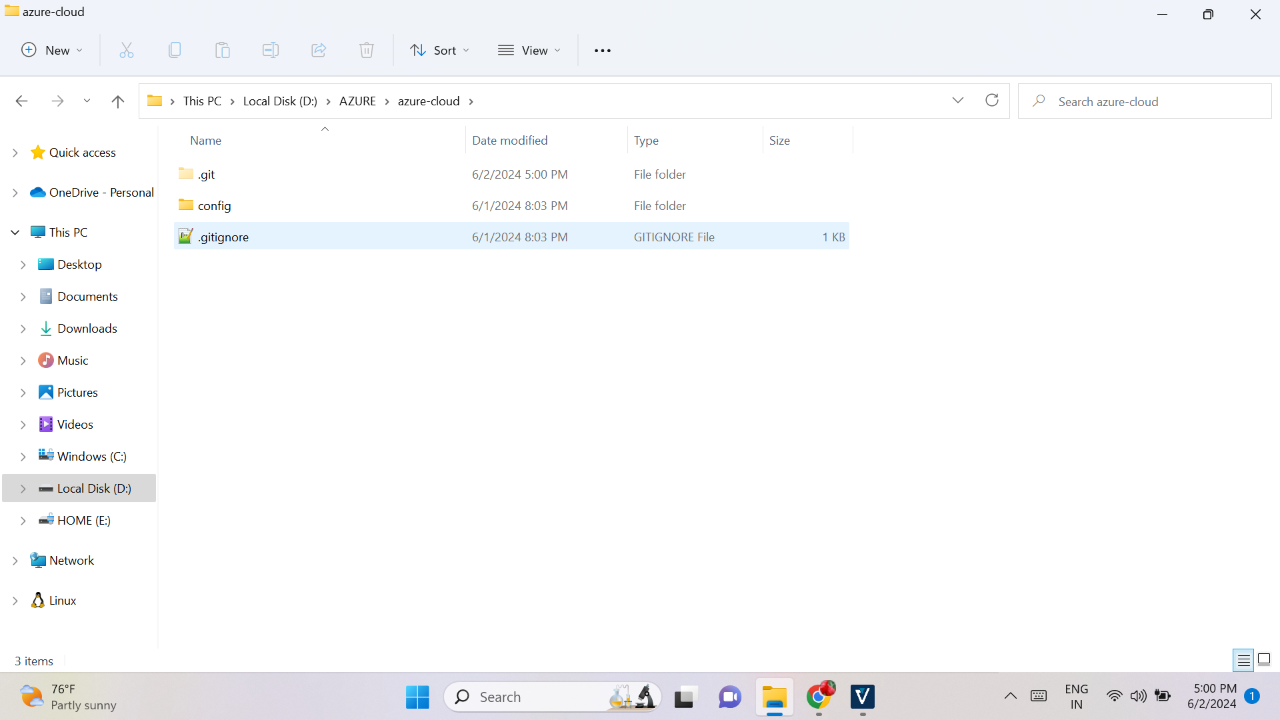 azure-cloud
New
Sort
View
This PC
Local Disk (D:)
AZURE
azure-cloud
Search azure-cloud
Name
Date modified
Type
Size
.git
6/2/2024 5:00 PM
File folder
config
6/1/2024 8:03 PM
File folder
.gitignore
6/1/2024 8:03 PM
GITIGNORE File
1 KB
Quick access
OneDrive - Personal
This PC
Desktop
Documents
Downloads
Music
Pictures
Videos
Windows (C:)
Local Disk (D:)
HOME (E:)
Network
Linux
3 items
76°F
Partly sunny
Search
ENG
IN
5:00 PM
6/2/2024
1